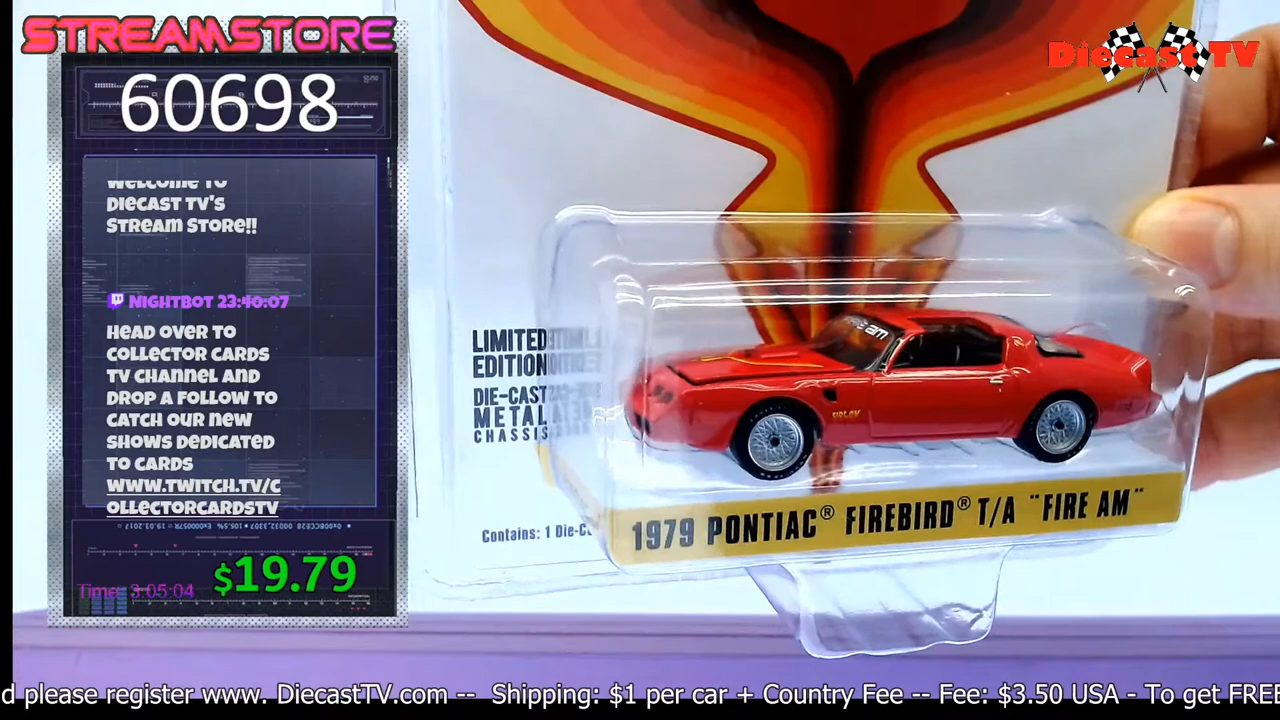 STREAMSTORE
60698
WELCOME TO
DIECAST TV'S
STREAM STORE!!
NIGHTBOT 23:40:07
HEAD OVER TO
COLLECTOR CARDS
TV CHANNEL AND
DROP A FOLLOW TO
CATCH OUR NEW
SHOWS DEDICATED
TO CARDS
WWW.TWITCH.TV/C
OLLECTORCARDSTV
Time: 3:05:04
$19.79
Diecast TV
LIMITED
EDITION
DIE-CAST
METAL
CHASSIS
Contains: 1 Die-C
1979 PONTIAC® FIREBIRD® T/A "FIRE AM"
d please register www. DiecastTV.com -- Shipping: $1 per car + Country Fee -- Fee: $3.50 USA - To get FREE